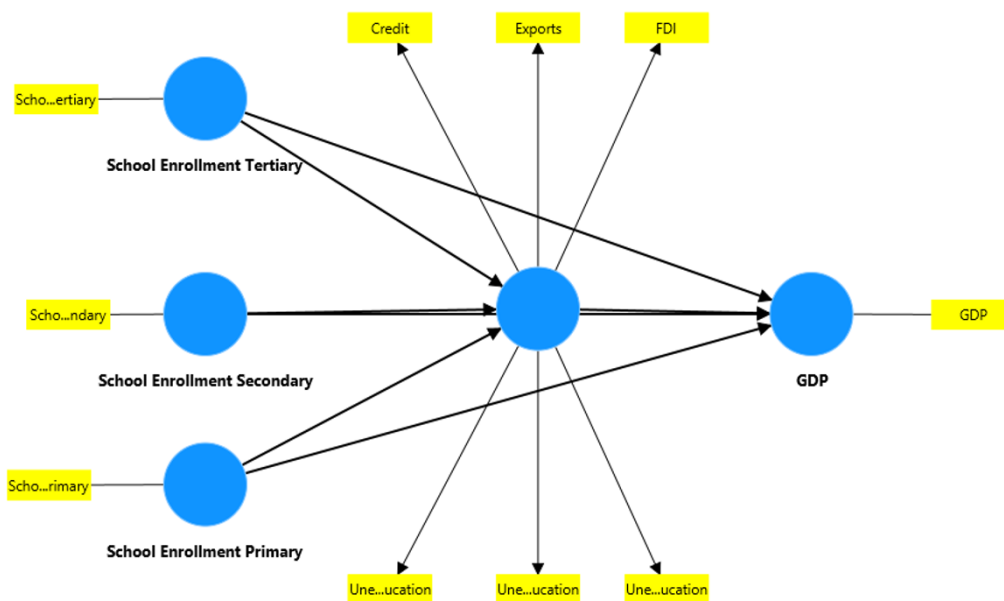 Credit
Exports
FDI
Scho...ertiary
School Enrollment Tertiary
Scho...ndary
GDP
School Enrollment Secondary
GDP
Scho...rimary
School Enrollment Primary
Une...ucation
Une...ucation
Une...ucation